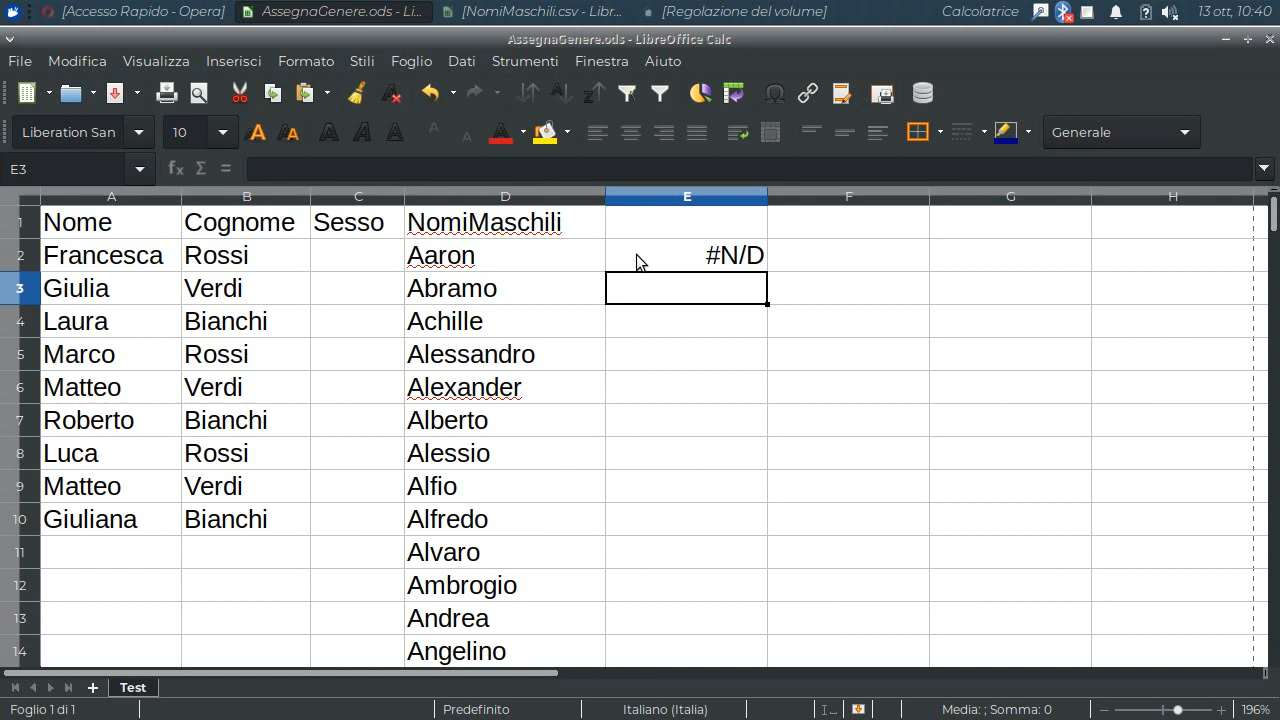 [Accesso Rapido - Opera] AssegnaGenere.ods - Li... [NomiMaschili.csv - Libr... [Regolazioni del volume] Calcolatrice 13 ott, 10:40
AssegnaGenere.ods - LibreOffice Calc
File Modifica Visualizza Inserisci Formato Stili Foglio Dati Strumenti Finestra Aiuto
Liberation San 10 Generale
E3
A B C D E F G H
1 Nome Cognome Sesso NomiMaschili
2 Francesca Rossi Aaron #N/D
3 Giulia Verdi Abramo
4 Laura Bianchi Achille
5 Marco Rossi Alessandro
6 Matteo Verdi Alexander
7 Roberto Bianchi Alberto
8 Luca Rossi Alessio
9 Matteo Verdi Alfio
10 Giuliana Bianchi Alfredo
11 Alvaro
12 Ambrogio
13 Andrea
14 Angelino
Test
Foglio 1 di 1 Predefinito Italiano (Italia) Media: ; Somma: 0 196%